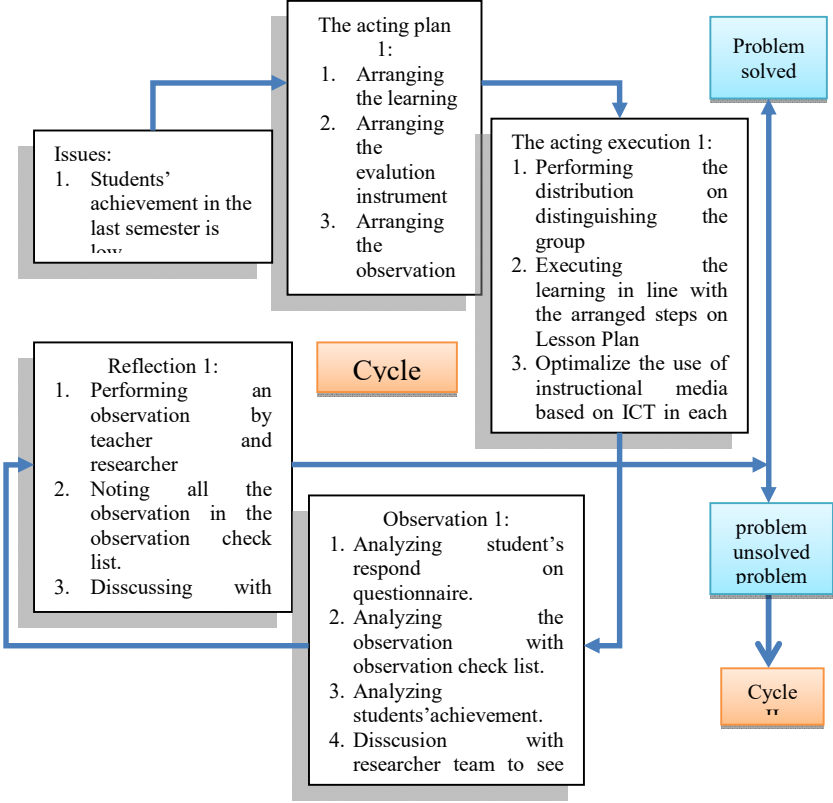 Issues:
1. Students’
achievement in the
last semester is
low
The acting plan
1:
1. Arranging
the learning
2. Arranging
the
evalution
instrument
3. Arranging
the
observation
The acting execution 1:
1. Performing the
distribution on
distinguishing the
group
2. Executing the
learning in line with
the arranged steps on
Lesson Plan
3. Optimalize the use of
instructional media
based on ICT in each
Problem
solved
Cycle
Reflection 1:
1. Performing an
observation by
teacher and
researcher
2. Noting all the
observation in the
observation check
list.
3. Disscussing with
Observation 1:
1. Analyzing student’s
respond on
questionnaire.
2. Analyzing the
observation with
observation check list.
3. Analyzing
students’achievement.
4. Disscusion with
researcher team to see
problem
unsolved
problem
Cycle
II